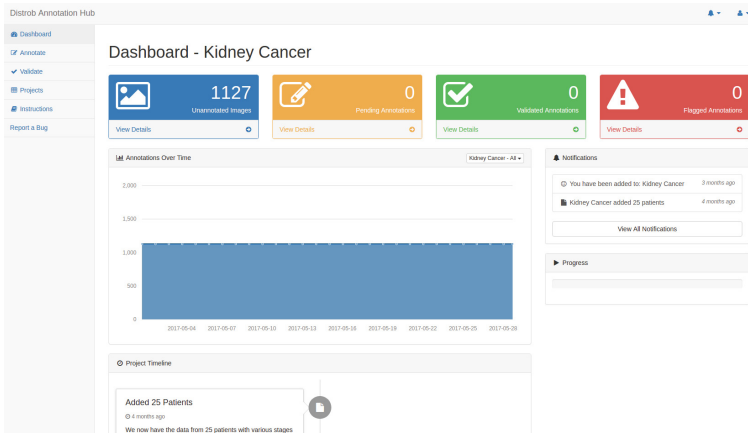 Distrob Annotation Hub
Dashboard
Annotate
Validate
Projects
Instructions
Report a Bug
Dashboard - Kidney Cancer
1127
Unannotated Images
View Details
0
Pending Annotations
View Details
0
Validated Annotations
View Details
0
Flagged Annotations
View Details
Annotations Over Time
Kidney Cancer - All
2,000
1,500
1,000
500
0
2017-05-04 2017-05-07 2017-05-10 2017-05-13 2017-05-16 2017-05-19 2017-05-22 2017-05-25 2017-05-28
Notifications
You have been added to: Kidney Cancer 3 months ago
Kidney Cancer added 25 patients 4 months ago
View All Notifications
Progress
Project Timeline
Added 25 Patients
4 months ago
We now have the data from 25 patients with various stages